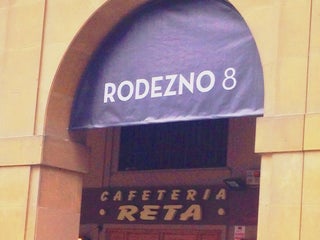 RODEZNO 8
CAFETERIA
· RETA ·